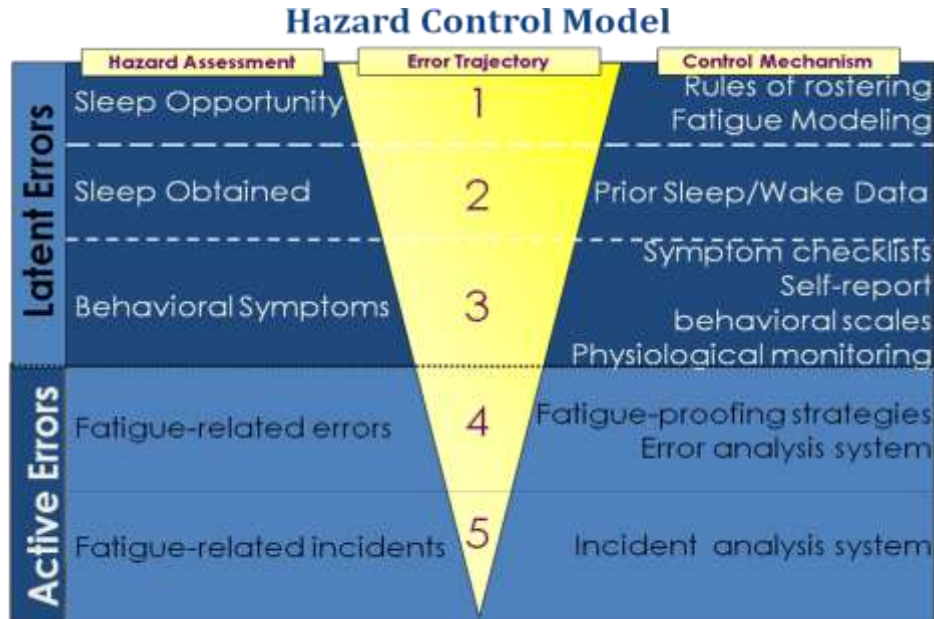 Hazard Control Model
Hazard Assessment
Error Trajectory
Control Mechanism
Latent Errors
Sleep Opportunity
1
Rules of rostering
Fatigue Modeling
Sleep Obtained
2
Prior Sleep/Wake Data
Behavioral Symptoms
3
Symptom checklists
Self-report
behavioral scales
Physiological monitoring
Active Errors
Fatigue-related errors
4
Fatigue-proofing strategies
Error analysis system
Fatigue-related incidents
5
Incident analysis system